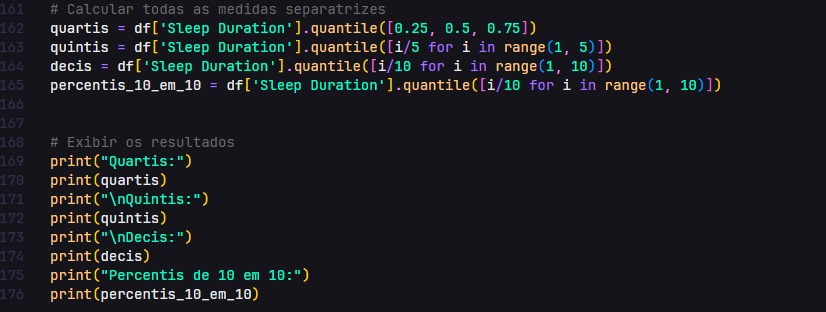 161 # Calcular todas as medidas separatrizes
162 quartis = df['Sleep Duration'].quantile([0.25, 0.5, 0.75])
163 quintis = df['Sleep Duration'].quantile([i/5 for i in range(1, 5)])
164 decis = df['Sleep Duration'].quantile([i/10 for i in range(1, 10)])
165 percentis_10_em_10 = df['Sleep Duration'].quantile([i/10 for i in range(1, 10)])
166
167
168 # Exibir os resultados
169 print("Quartis:")
170 print(quartis)
171 print("\nQuintis:")
172 print(quintis)
173 print("\nDecis:")
174 print(decis)
175 print("Percentis de 10 em 10:")
176 print(percentis_10_em_10)